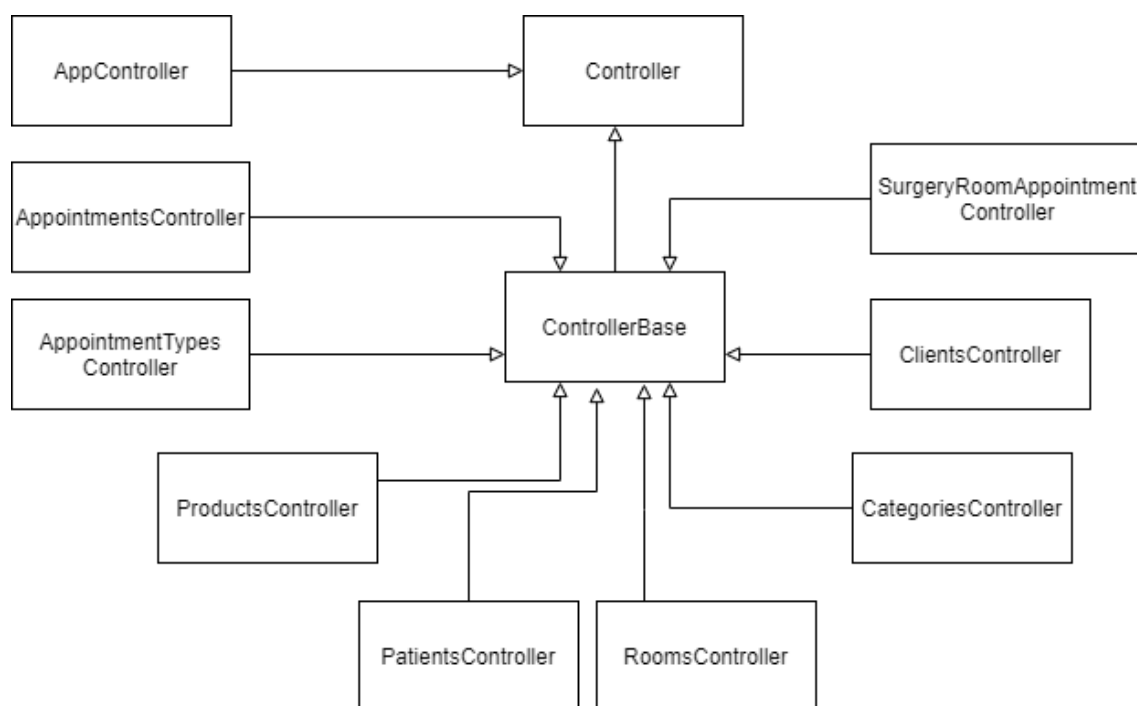 AppController
Controller
AppointmentsController
SurgeryRoomAppointment
Controller
AppointmentTypes
Controller
ControllerBase
ClientsController
ProductsController
CategoriesController
PatientsController
RoomsController